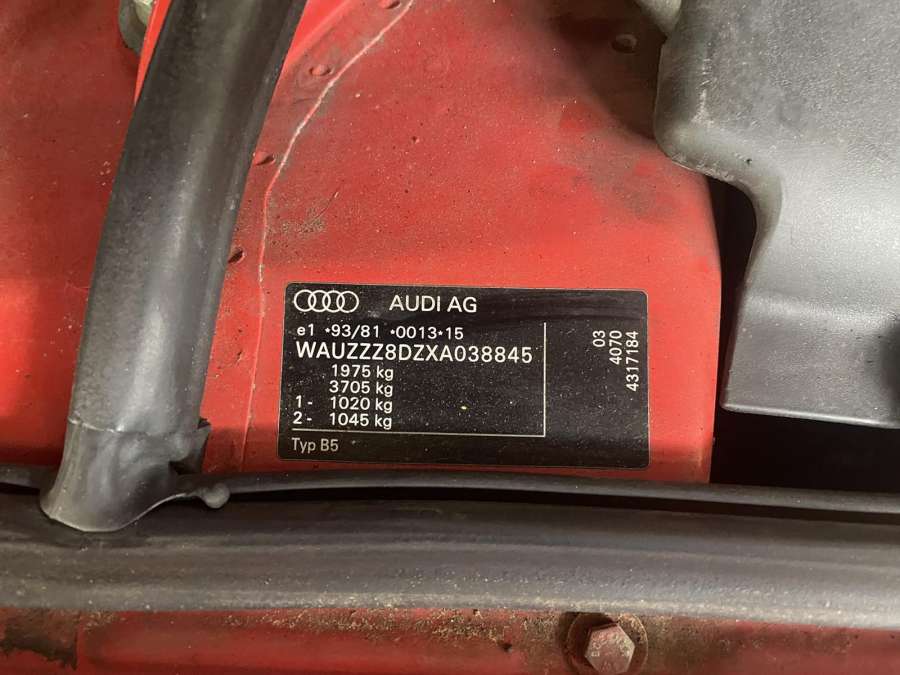 AUDI AG
e1 *93/81 *0013*15
WAUZZZ8DZXA038845
1975 kg
3705 kg
1- 1020 kg
2- 1045 kg
Typ B5
03
4070
4317184